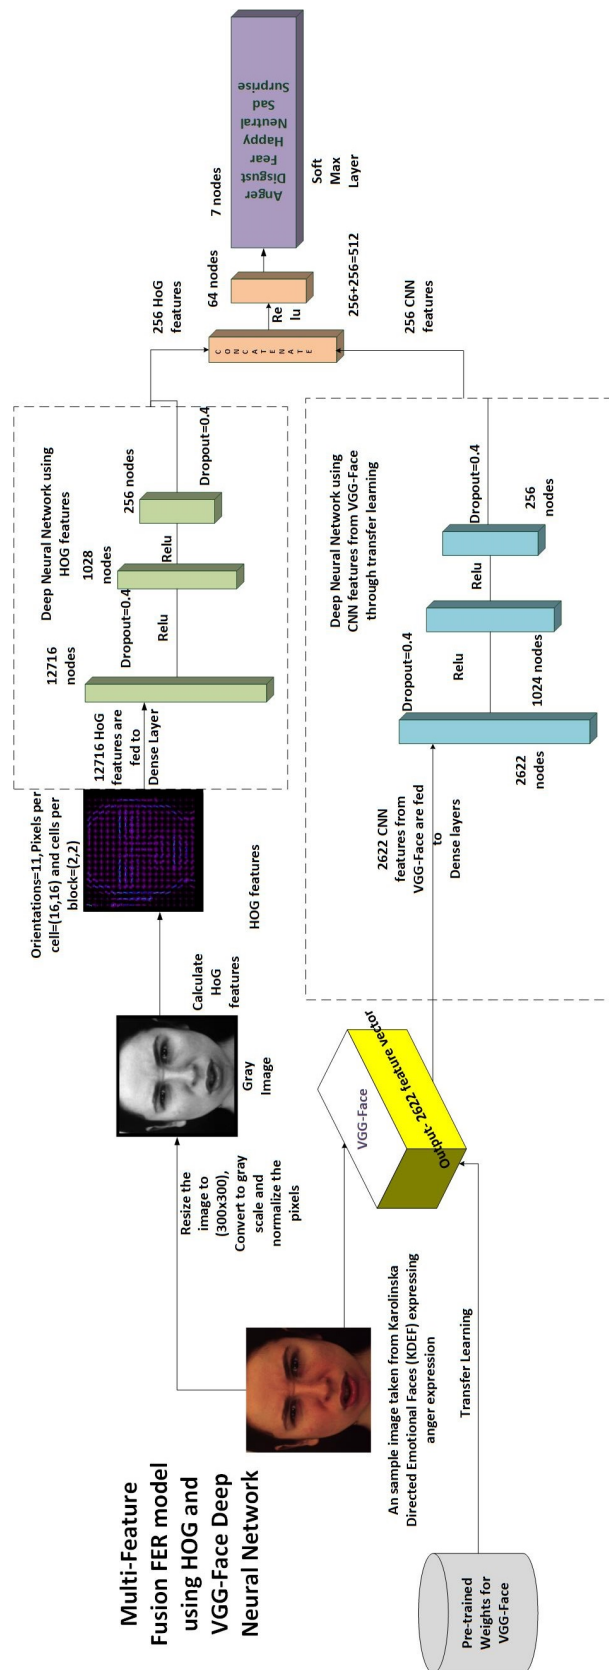 Multi-Feature
Fusion FER model
using HOG and
VGG-Face Deep
Neural Network
Pre-trained
Weights for
VGG-Face
Transfer Learning
An sample image taken from Karolinska
Directed Emotional Faces (KDEF) expressing
anger expression
Resize the
image to
(300x300),
Convert to gray
scale and
normalize the
pixels
Gray
Image
Calculate
HoG
features
Orientations=11,Pixels per
cell=(16,16) and cells per
block=(2,2)
HOG features
VGG-Face
Output- 2622 feature vector
12716 HoG
features are
fed to
Dense Layer
Deep Neural Network using
HOG features
12716
nodes
Dropout=0.4
Relu
1028
nodes
Relu
256 nodes
Dropout=0.4
2622 CNN
features from
VGG-Face are fed
to
Dense layers
Deep Neural Network using
CNN features from VGG-Face
through transfer learning
2622
nodes
Dropout=0.4
Relu
1024 nodes
Relu
256
nodes
Dropout=0.4
256 HoG
features
256 CNN
features
CONCATENATE
256+256=512
Re
lu
64 nodes
7 nodes
Anger
Disgust
Fear
Happy
Neutral
Sad
Surprise
Soft
Max
Layer